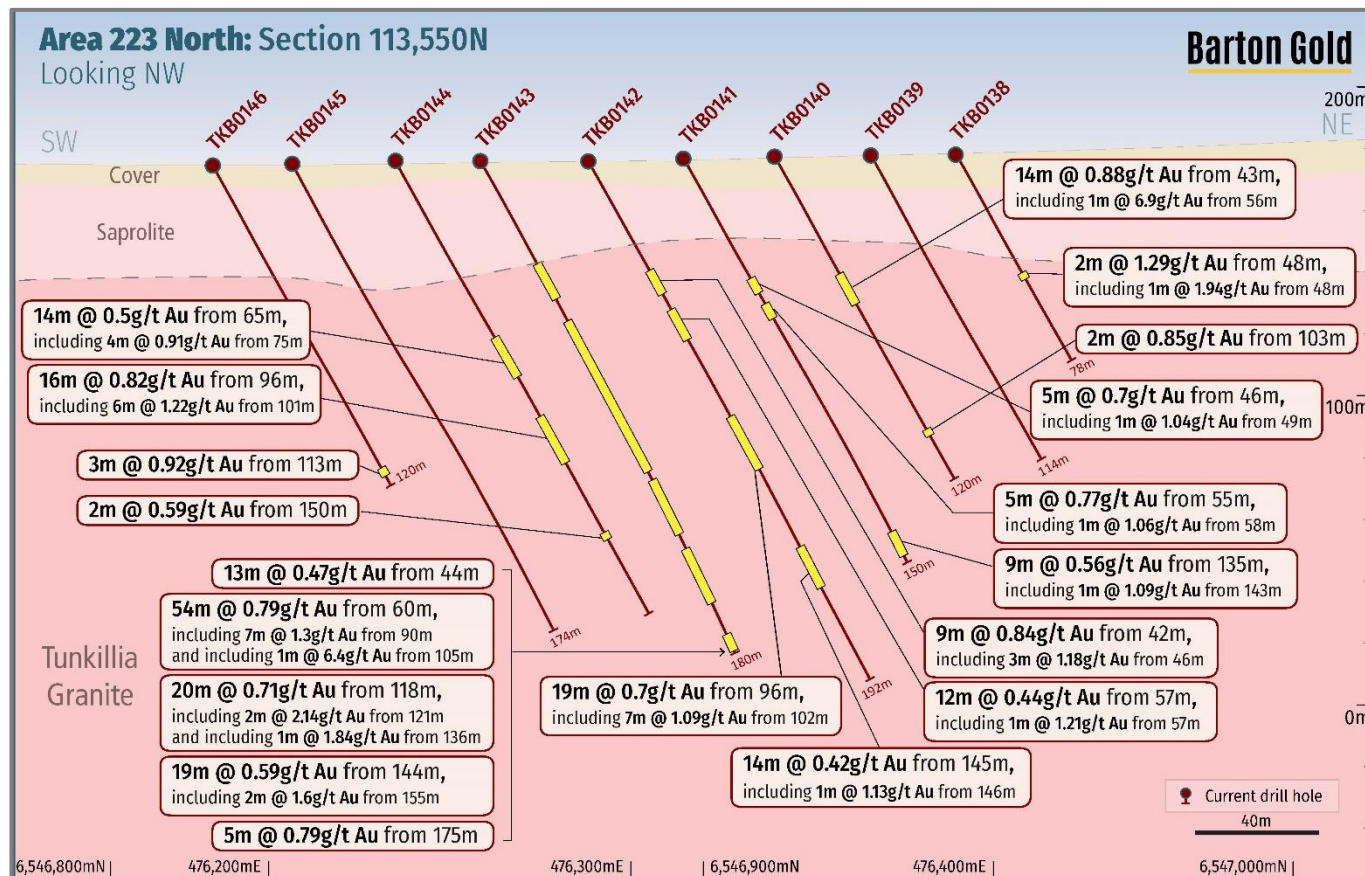 Area 223 North: Section 113,550N
Looking NW
Barton Gold
200m
SW
NE
TKB0146
TKB0145
TKB0144
TKB0143
TKB0142
TKB0141
TKB0140
TKB0139
TKB0138
Cover
Saprolite
14m @ 0.88g/t Au from 43m,
including 1m @ 6.9g/t Au from 56m
2m @ 1.29g/t Au from 48m,
including 1m @ 1.94g/t Au from 48m
2m @ 0.85g/t Au from 103m
78m
100m
5m @ 0.7g/t Au from 46m,
including 1m @ 1.04g/t Au from 49m
14m @ 0.5g/t Au from 65m,
including 4m @ 0.91g/t Au from 75m
16m @ 0.82g/t Au from 96m,
including 6m @ 1.22g/t Au from 101m
3m @ 0.92g/t Au from 113m
120m
2m @ 0.59g/t Au from 150m
114m
120m
5m @ 0.77g/t Au from 55m,
including 1m @ 1.06g/t Au from 58m
150m
9m @ 0.56g/t Au from 135m,
including 1m @ 1.09g/t Au from 143m
13m @ 0.47g/t Au from 44m
54m @ 0.79g/t Au from 60m,
including 7m @ 1.3g/t Au from 90m
and including 1m @ 6.4g/t Au from 105m
20m @ 0.71g/t Au from 118m,
including 2m @ 2.14g/t Au from 121m
and including 1m @ 1.84g/t Au from 136m
19m @ 0.59g/t Au from 144m,
including 2m @ 1.6g/t Au from 155m
5m @ 0.79g/t Au from 175m
174m
180m
192m
9m @ 0.84g/t Au from 42m,
including 3m @ 1.18g/t Au from 46m
12m @ 0.44g/t Au from 57m,
including 1m @ 1.21g/t Au from 57m
19m @ 0.7g/t Au from 96m,
including 7m @ 1.09g/t Au from 102m
14m @ 0.42g/t Au from 145m,
including 1m @ 1.13g/t Au from 146m
Tunkillia
Granite
0m
Current drill hole
40m
6,546,800mN
476,200mE
476,300mE
6,546,900mN
476,400mE
6,547,000mN